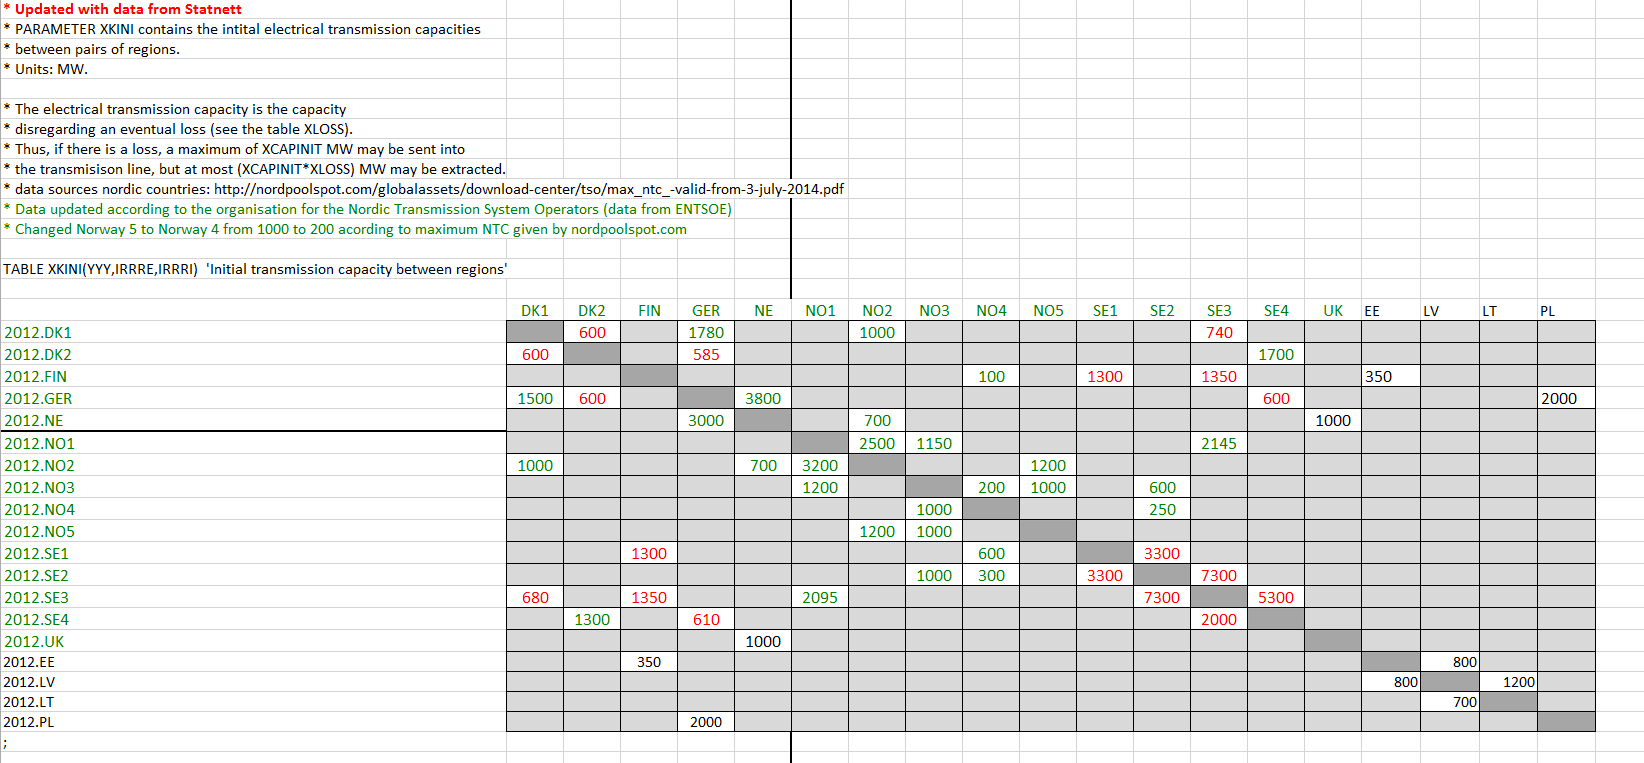 * Updated with data from Statnett
* PARAMETER XKINI contains the intital electrical transmission capacities
* between pairs of regions.
* Units: MW.
* The electrical transmission capacity is the capacity
* disregarding an eventual loss (see the table XLOSS).
* Thus, if there is a loss, a maximum of XCAPINIT MW may be sent into
* the transmisison line, but at most (XCAPINIT*XLOSS) MW may be extracted.
* data sources nordic countries: http://nordpoolspot.com/globalassets/download-center/tso/max_ntc_-valid-from-3-july-2014.pdf
* Data updated according to the organisation for the Nordic Transmission System Operators (data from ENTSOE)
* Changed Norway 5 to Norway 4 from 1000 to 200 acording to maximum NTC given by nordpoolspot.com
TABLE XKINI(YYY,IRRRE,IRRRI) 'Initial transmission capacity between regions'
DK1 DK2 FIN GER NE NO1 NO2 NO3 NO4 NO5 SE1 SE2 SE3 SE4 UK EE LV LT PL
2012.DK1 600 1780 1000 740
2012.DK2 600 585 1700
2012.FIN 100 1300 1350 350
2012.GER 1500 600 3800 600 2000
2012.NE 3000 700 1000
2012.NO1 2500 1150 2145
2012.NO2 1000 700 3200 1200
2012.NO3 1200 200 1000 600
2012.NO4 1000 250
2012.NO5 1200 1000
2012.SE1 1300 600 3300
2012.SE2 1000 300 3300 7300
2012.SE3 680 1350 2095 7300 5300
2012.SE4 1300 610 2000
2012.UK 1000
2012.EE 350 800
2012.LV 800 1200
2012.LT 700
2012.PL 2000
;